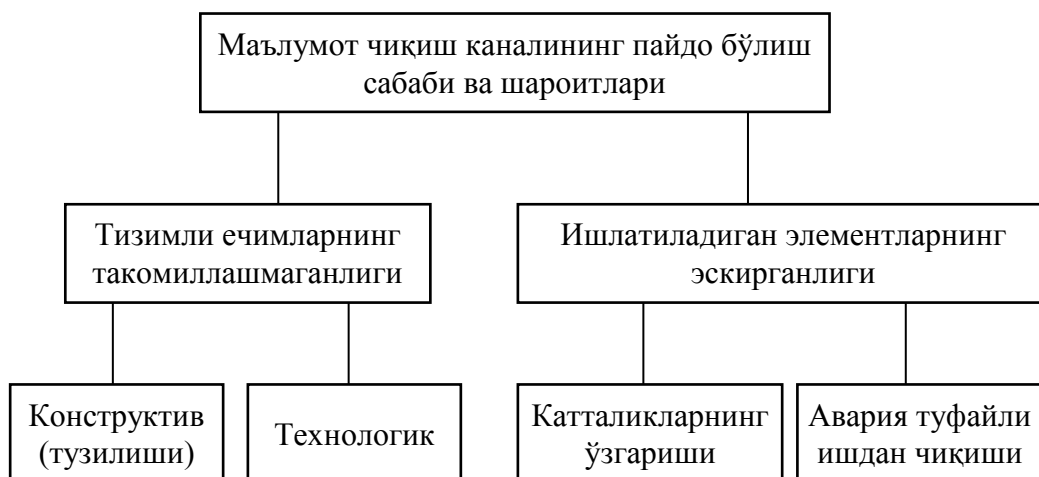 Маълумот чиқиш каналининг пайдо бўлиш
сабаби ва шароитлари
Тизимли ечимларнинг
такомиллашмаганлиги
Ишлатиладиган элементларнинг
эскирганлиги
Конструктив
(тузилиши)
Технологик
Катталикларнинг
ўзгариши
Авария туфайли
ишдан чиқиши